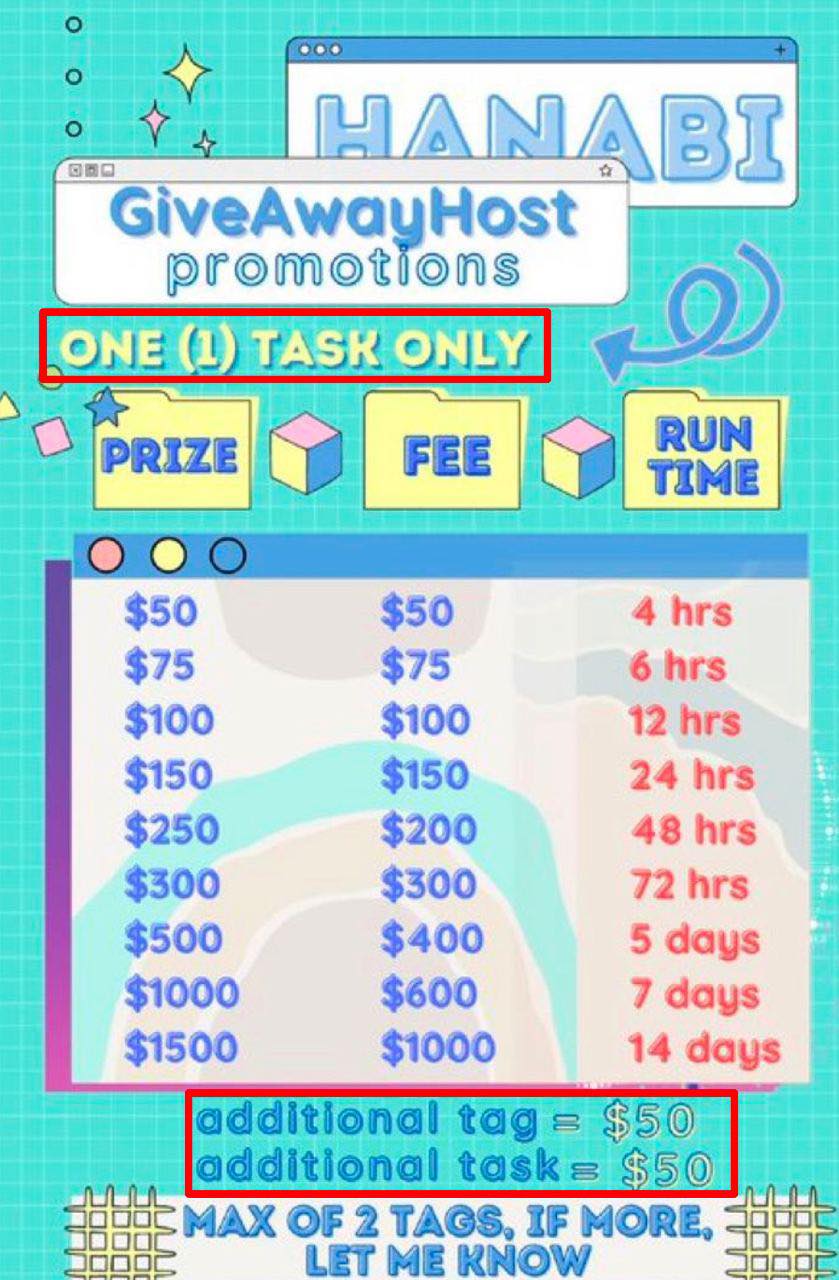 HANABI
GiveAwayHost
promotions
ONE (1) TASK ONLY
PRIZE FEE RUN TIME
$50 $50 4 hrs
$75 $75 6 hrs
$100 $100 12 hrs
$150 $150 24 hrs
$250 $200 48 hrs
$300 $300 72 hrs
$500 $400 5 days
$1000 $600 7 days
$1500 $1000 14 days
additional tag = $50
additional task = $50
MAX OF 2 TAGS, IF MORE,
LET ME KNOW